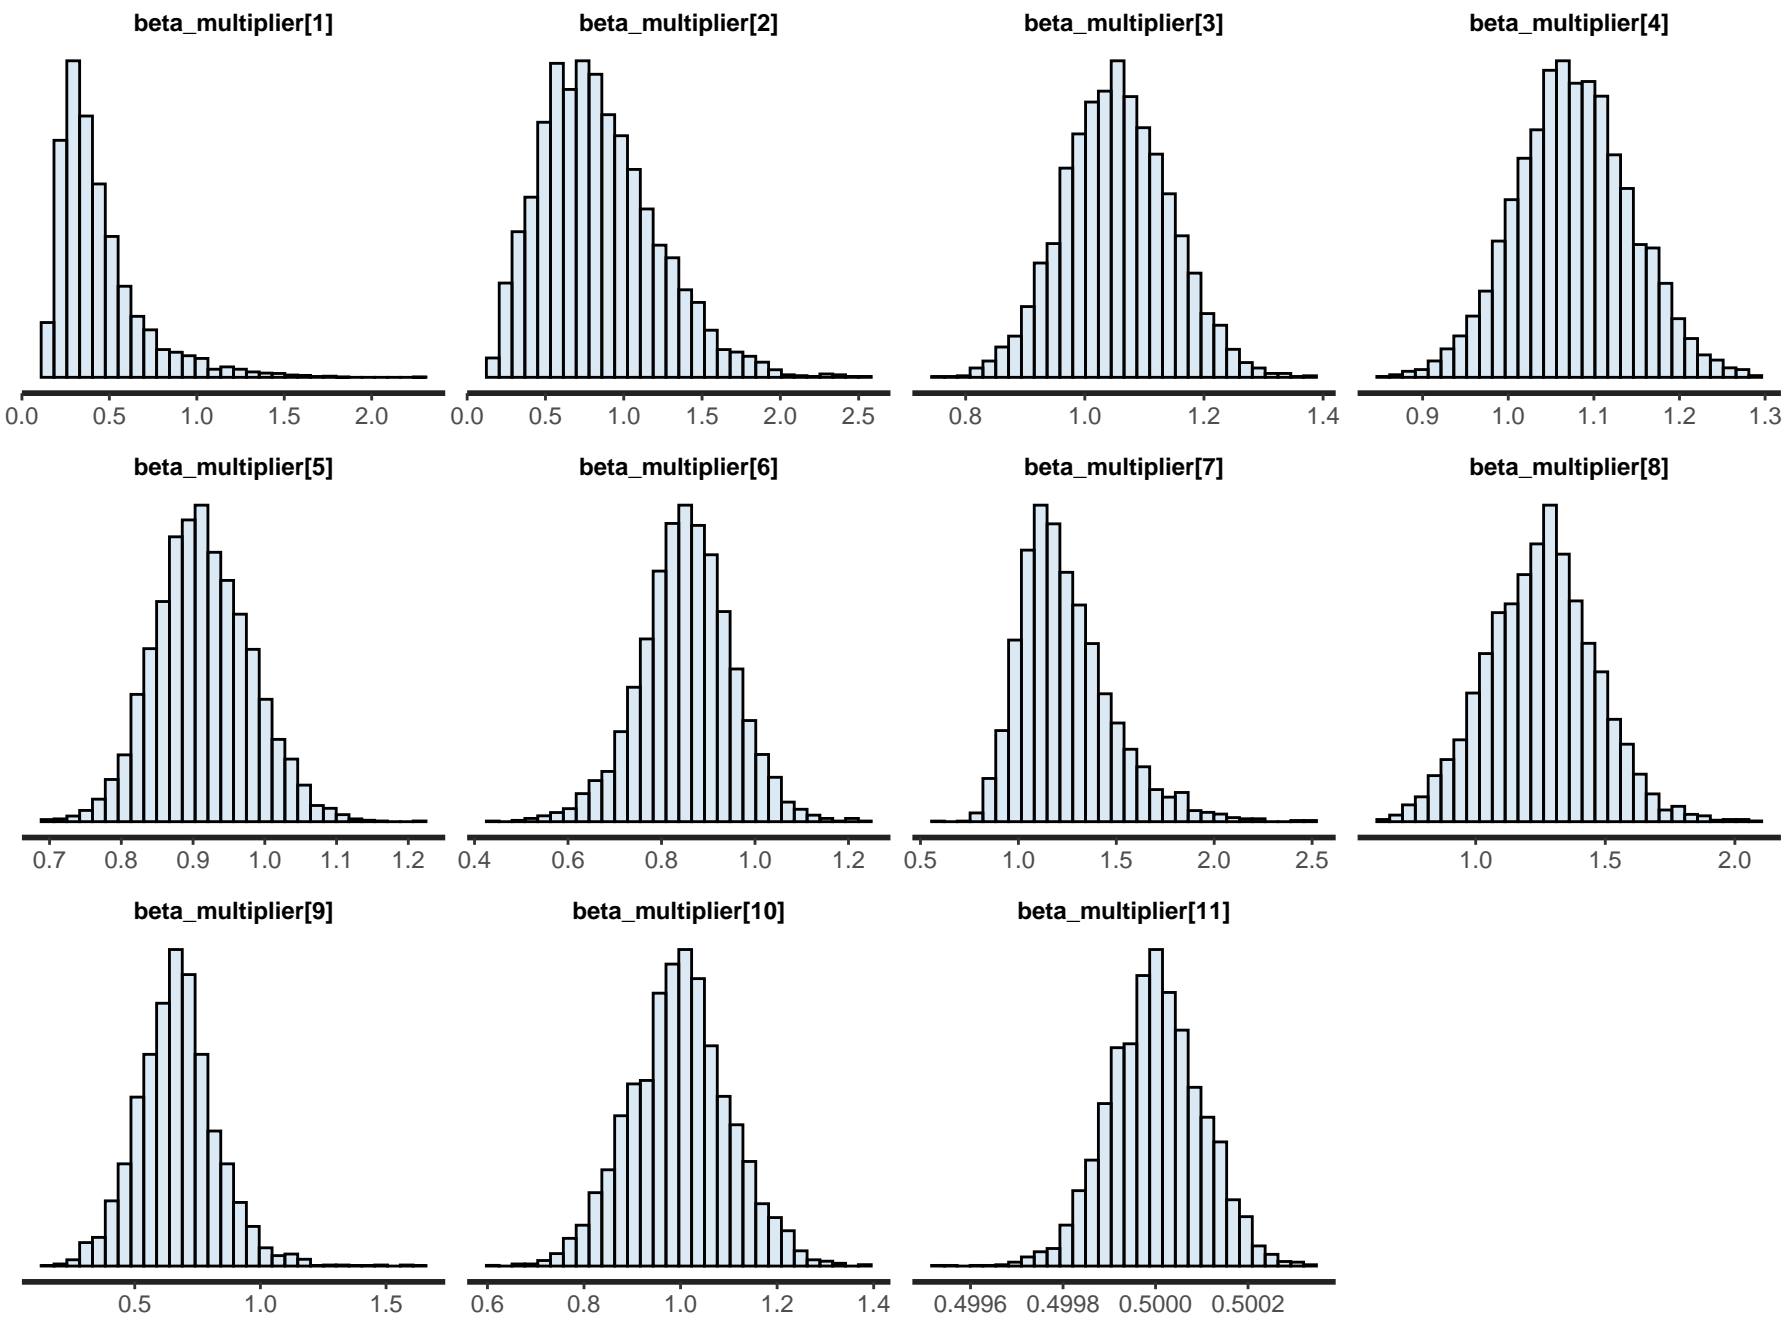 beta_multiplier[1] beta_multiplier[2] beta_multiplier[3] beta_multiplier[4]
0.0 0.5 1.0 1.5 2.0 0.0 0.5 1.0 1.5 2.0 2.5 0.8 1.0 1.2 1.4 0.9 1.0 1.1 1.2 1.3
beta_multiplier[5] beta_multiplier[6] beta_multiplier[7] beta_multiplier[8]
0.7 0.8 0.9 1.0 1.1 1.2 0.4 0.6 0.8 1.0 1.2 0.5 1.0 1.5 2.0 2.5 1.0 1.5 2.0
beta_multiplier[9] beta_multiplier[10] beta_multiplier[11]
0.5 1.0 1.5 0.6 0.8 1.0 1.2 1.4 0.4996 0.4998 0.5000 0.5002